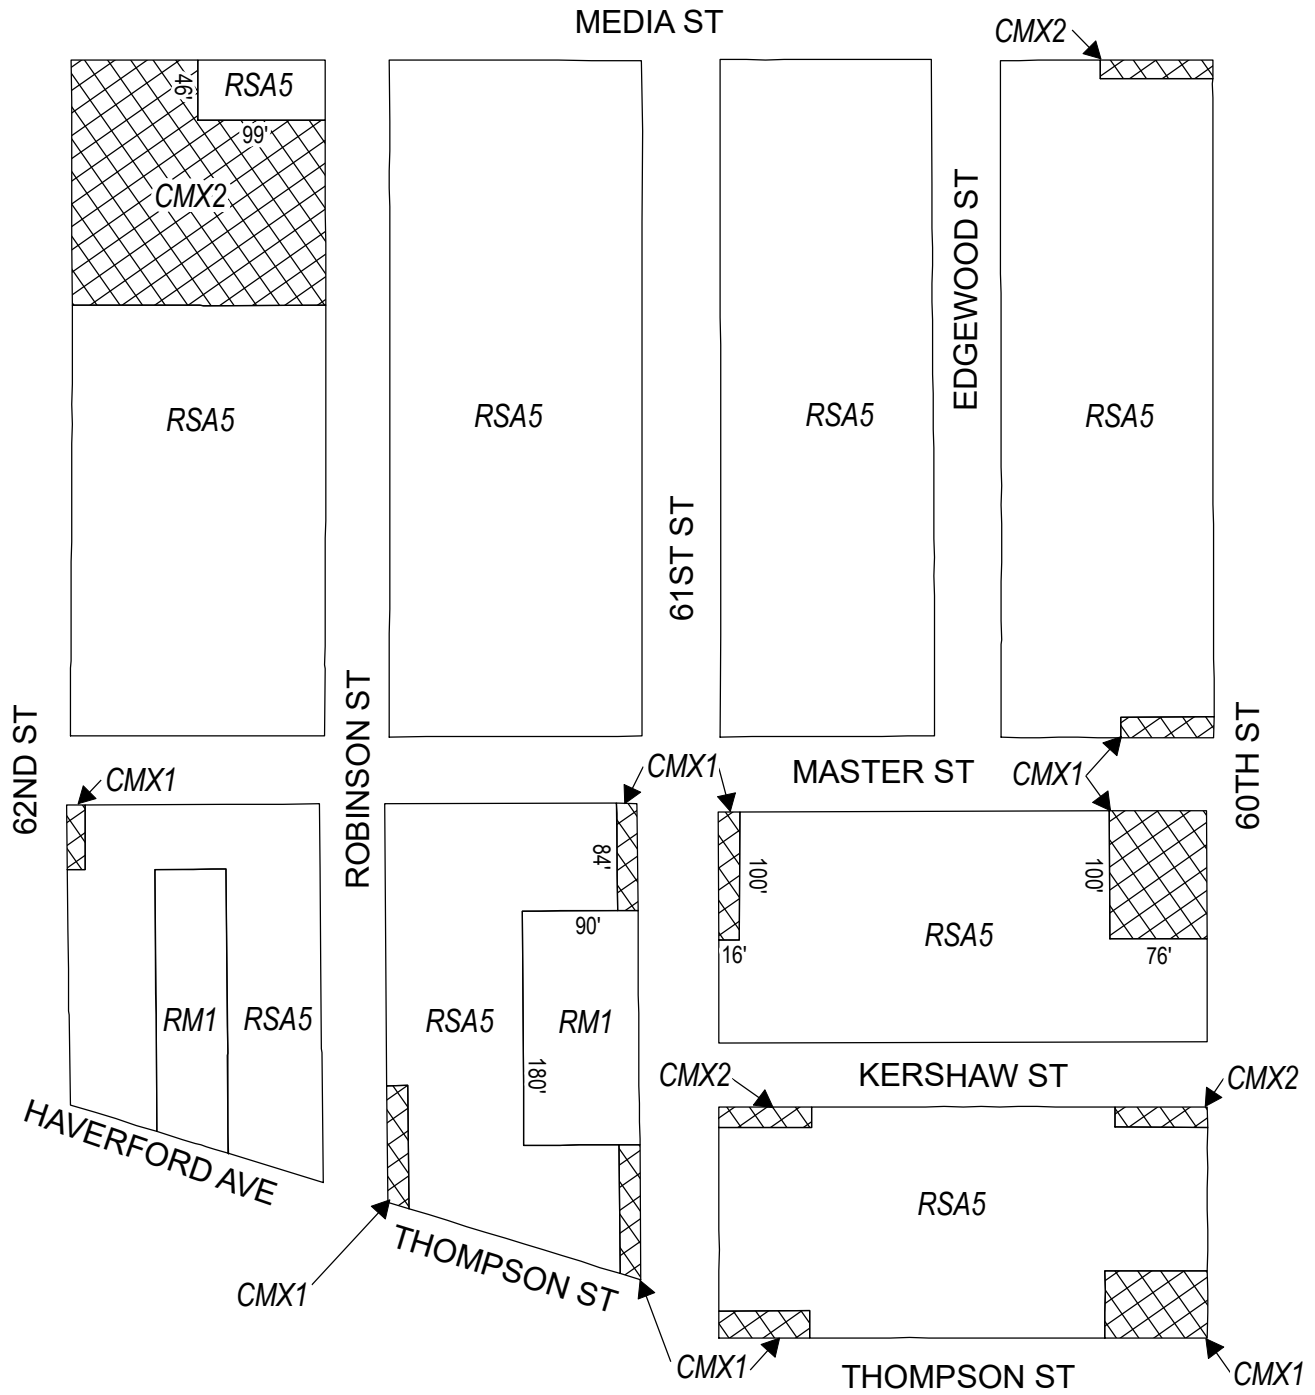 MEDIA ST
CMX2
RSA5
46'
99'
CMX2
EDGEWOOD ST
RSA5
RSA5
RSA5
RSA5
61ST ST
ROBINSON ST
62ND ST
60TH ST
CMX1
CMX1
MASTER ST
CMX1
84'
100'
100'
90'
RSA5
16'
76'
RM1
RSA5
RSA5
RM1
180'
CMX2
KERSHAW ST
CMX2
HAVERFORD AVE
RSA5
THOMPSON ST
CMX1
CMX1
THOMPSON ST
CMX1